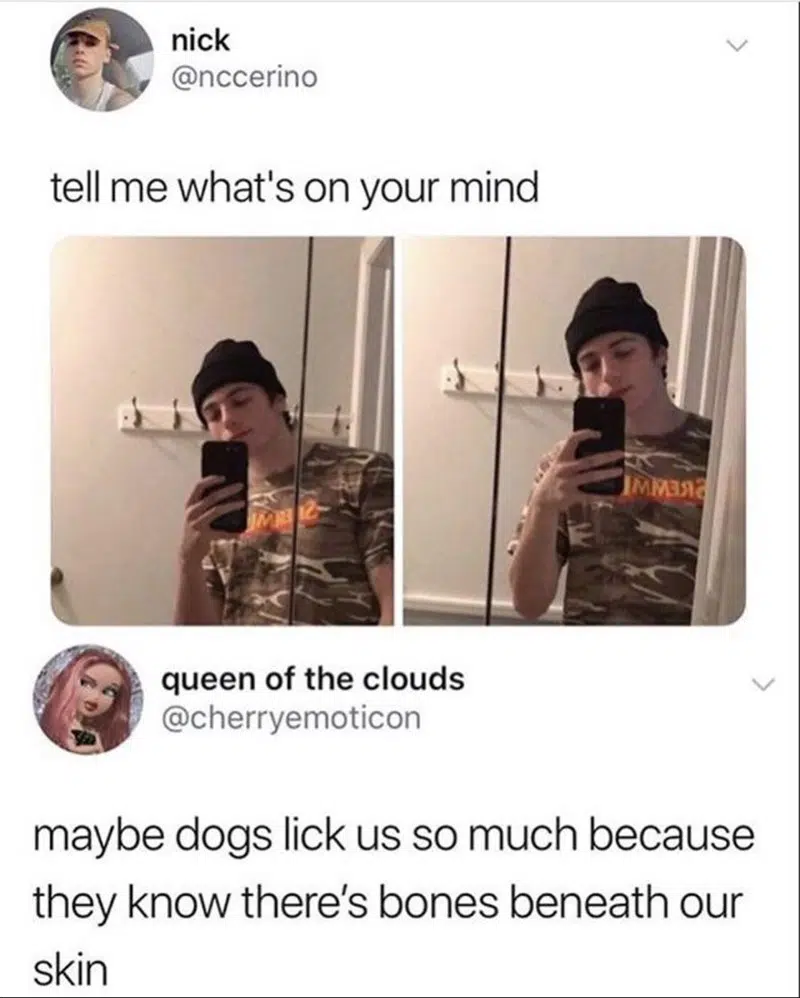 nick
@nccerino
tell me what's on your mind
queen of the clouds
@cherryemoticon
maybe dogs lick us so much because
they know there's bones beneath our
skin